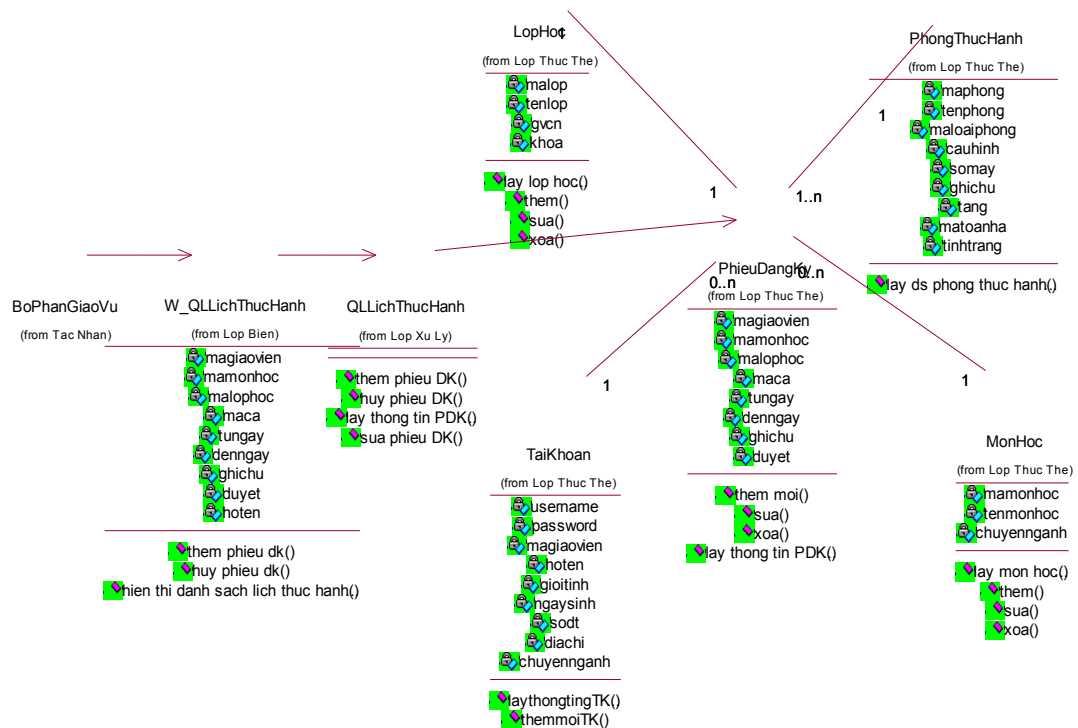 LopHoc
1
(from Lop Thuc The)
malop
tenlop
gvcn
khoa
lay lop hoc()
them()
sua()
xoa()
PhongThucHanh
(from Lop Thuc The)
maphong
tenphong
maloaiphong
cauhinh
somay
ghichu
tang
matoanha
tinhtrang
lay ds phong thuc hanh()
1
1
1..n
BoPhanGiaoVu
(from Tac Nhan)
W_QLLichThucHanh
(from Lop Bien)
magiaovien
mamonhoc
malophoc
maca
tungay
denngay
ghichu
duyet
hoten
them phieu dk()
huy phieu dk()
hien thi danh sach lich thuc hanh()
QLLichThucHanh
(from Lop Xu Ly)
them phieu DK()
huy phieu DK()
lay thong tin PDK()
sua phieu DK()
PhieuDangKy
0..n
0..n
(from Lop Thuc The)
magiaovien
mamonhoc
malophoc
maca
tungay
denngay
ghichu
duyet
them moi()
sua()
xoa()
lay thong tin PDK()
1
TaiKhoan
(from Lop Thuc The)
username
password
magiaovien
hoten
gioitinh
ngaysinh
sodt
diachi
chuyennganh
laythongtingTK()
themmoiTK()
1
MonHoc
(from Lop Thuc The)
mamonhoc
tenmonhoc
chuyennganh
lay mon hoc()
them()
sua()
xoa()